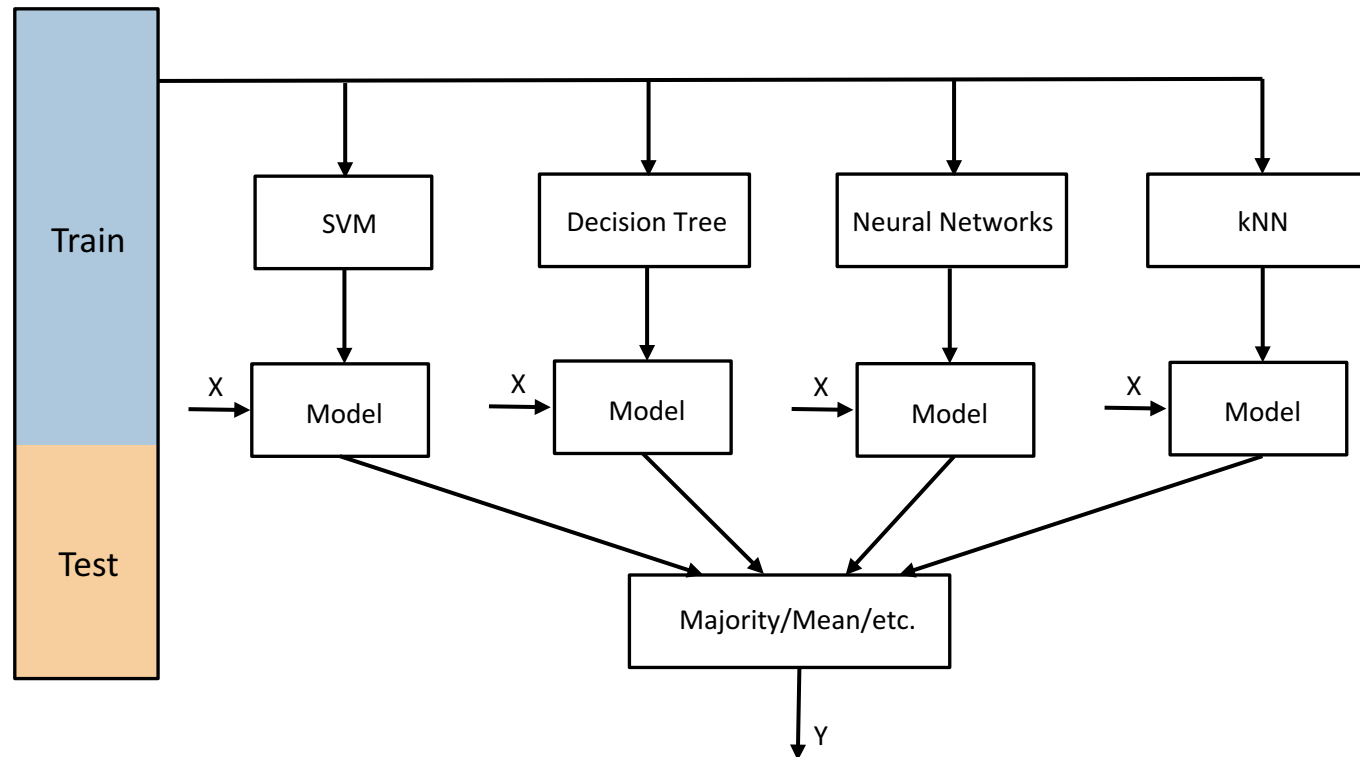 Train
Test
SVM
Decision Tree
Neural Networks
kNN
X
Model
X
Model
X
Model
X
Model
Majority/Mean/etc.
Y